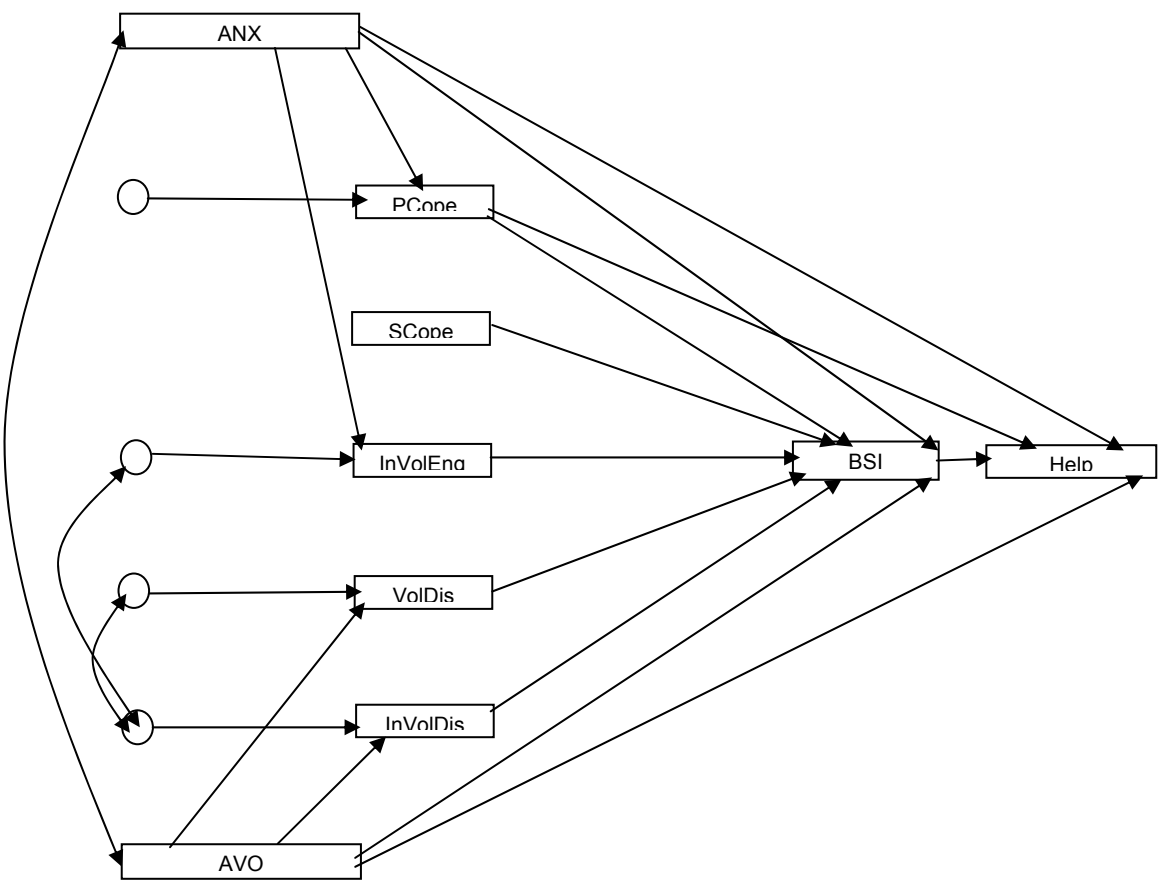 ANX
PCope
SCope
InVolEng
BSI
Help
VolDis
InVolDis
AVO